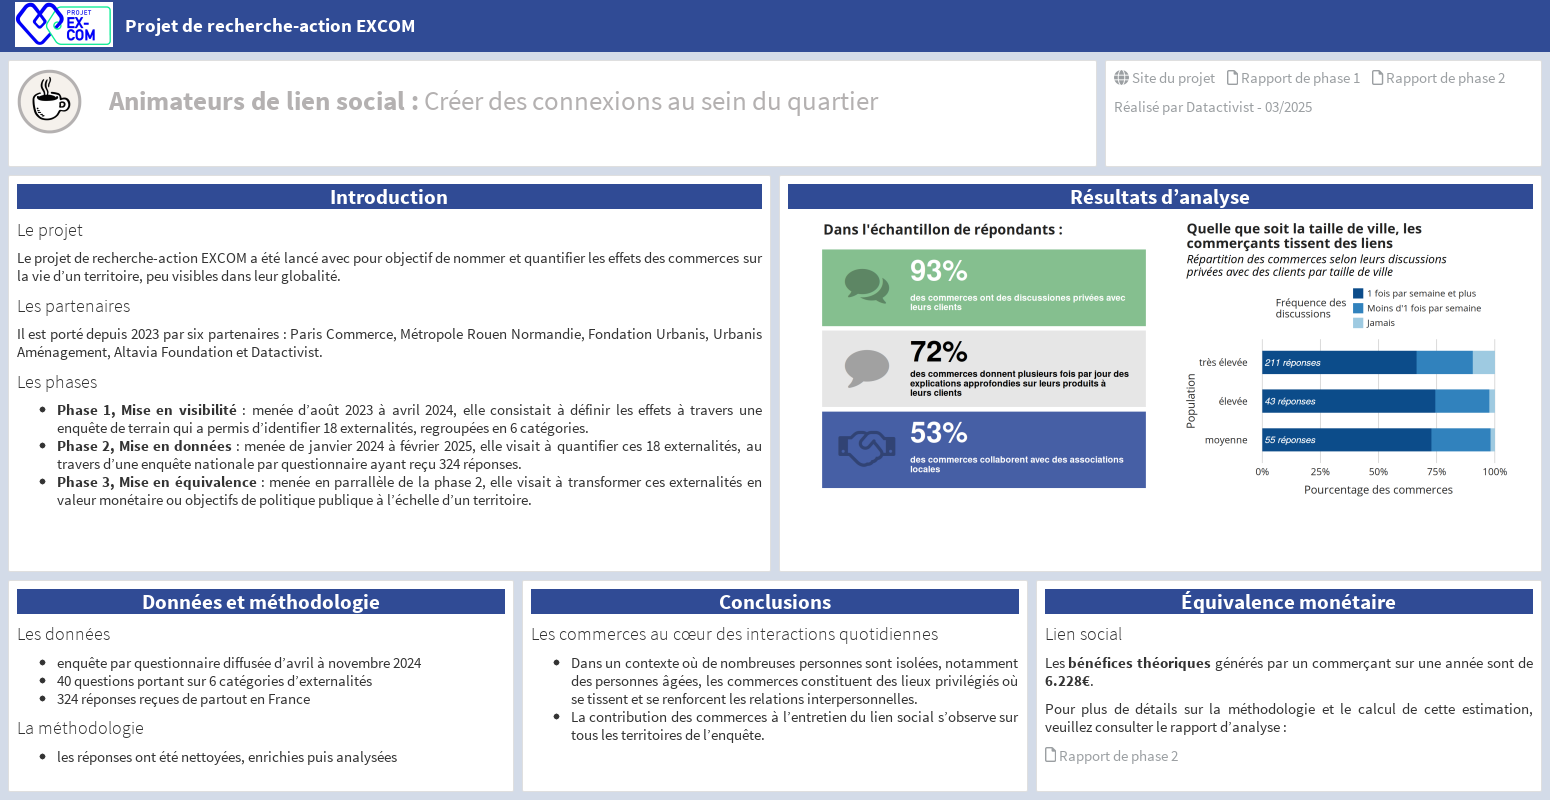 PROJET
EX-
COM
Projet de recherche-action EXCOM
Animateurs de lien social : Créer des connexions au sein du quartier
Site du projet Rapport de phase 1 Rapport de phase 2
Réalisé par Datactivist - 03/2025
Introduction
Le projet
Le projet de recherche-action EXCOM a été lancé avec pour objectif de nommer et quantifier les effets des commerces sur
la vie d’un territoire, peu visibles dans leur globalité.
Les partenaires
Il est porté depuis 2023 par six partenaires : Paris Commerce, Métropole Rouen Normandie, Fondation Urbanis, Urbanis
Aménagement, Altavia Foundation et Datactivist.
Les phases
• Phase 1, Mise en visibilité : menée d’août 2023 à avril 2024, elle consistait à définir les effets à travers une
enquête de terrain qui a permis d’identifier 18 externalités, regroupées en 6 catégories.
• Phase 2, Mise en données : menée de janvier 2024 à février 2025, elle visait à quantifier ces 18 externalités, au
travers d’une enquête nationale par questionnaire ayant reçu 324 réponses.
• Phase 3, Mise en équivalence : menée en parrallèle de la phase 2, elle visait à transformer ces externalités en
valeur monétaire ou objectifs de politique publique à l’échelle d’un territoire.
Résultats d’analyse
Dans l'échantillon de répondants :
93%
des commerces ont des discussiones privées avec
leurs clients
72%
des commerces donnent plusieurs fois par jour des
explications approfondies sur leurs produits à
leurs clients
53%
des commerces collaborent avec des associations
locales
Quelle que soit la taille de ville, les
commerçants tissent des liens
Répartition des commerces selon leurs discussions
privées avec des clients par taille de ville
Fréquence des
discussions
1 fois par semaine et plus
Moins d'1 fois par semaine
Jamais
Population
très élevée
211 réponses
élevée
43 réponses
moyenne
55 réponses
0% 25% 50% 75% 100%
Pourcentage des commerces
Données et méthodologie
Les données
• enquête par questionnaire diffusée d’avril à novembre 2024
• 40 questions portant sur 6 catégories d’externalités
• 324 réponses reçues de partout en France
La méthodologie
• les réponses ont été nettoyées, enrichies puis analysées
Conclusions
Les commerces au cœur des interactions quotidiennes
• Dans un contexte où de nombreuses personnes sont isolées, notamment
des personnes âgées, les commerces constituent des lieux privilégiés où
se tissent et se renforcent les relations interpersonnelles.
• La contribution des commerces à l’entretien du lien social s’observe sur
tous les territoires de l’enquête.
Équivalence monétaire
Lien social
Les bénéfices théoriques générés par un commerçant sur une année sont de
6.228€.
Pour plus de détails sur la méthodologie et le calcul de cette estimation,
veuillez consulter le rapport d’analyse :
Rapport de phase 2